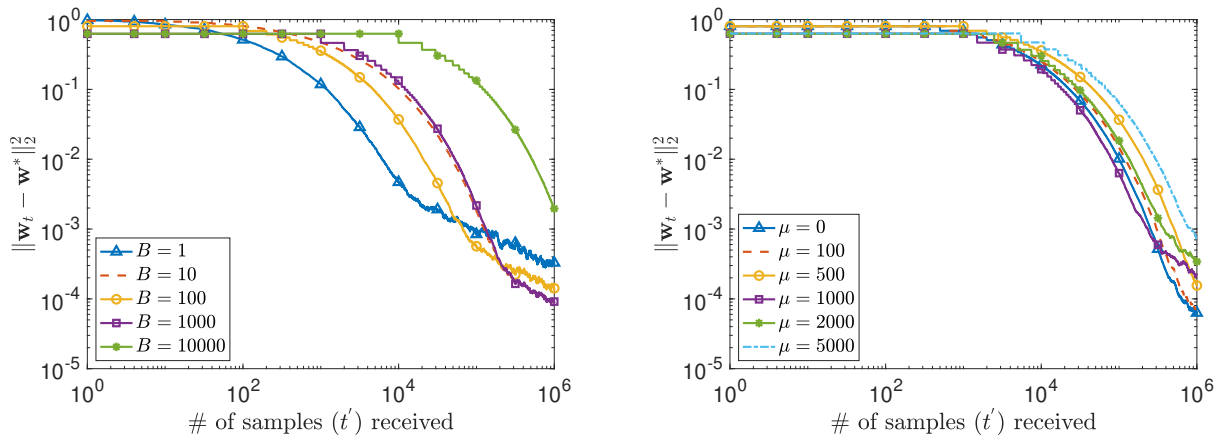 10^0
10^-1
10^-2
10^-3
10^-4
10^-5
‖w_t − w*‖_2^2
B = 1
B = 10
B = 100
B = 1000
B = 10000
10^0
10^2
10^4
10^6
# of samples (t') received
10^0
10^-1
10^-2
10^-3
10^-4
10^-5
‖w_t − w*‖_2^2
μ = 0
μ = 100
μ = 500
μ = 1000
μ = 2000
μ = 5000
10^0
10^2
10^4
10^6
# of samples (t') received